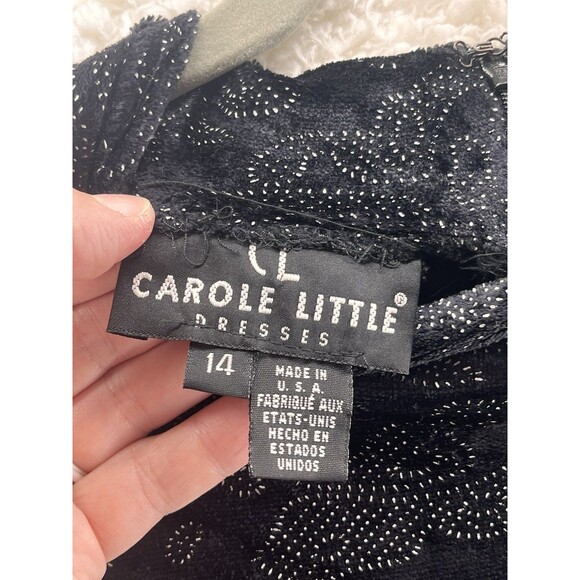 CL
CAROLE LITTLE®
DRESSES
14
MADE IN
U. S. A.
FABRIQUÉ AUX
ETATS-UNIS
HECHO EN
ESTADOS
UNIDOS